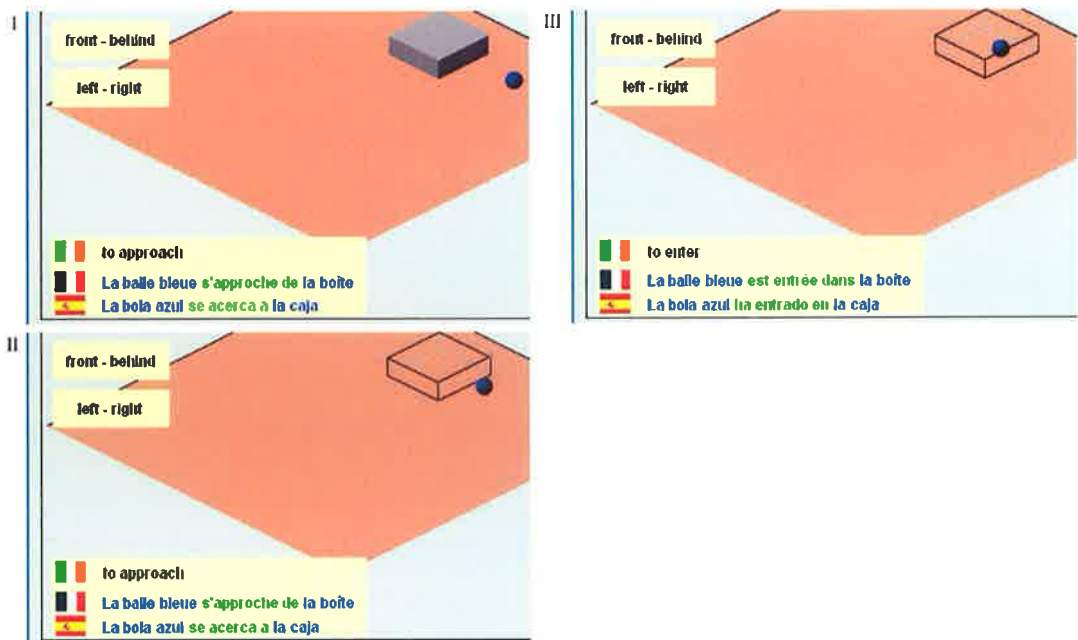 I
front - behind
left - right
to approach
La balle bleue s'approche de la boîte
La bola azul se acerca a la caja
III
front - behind
left - right
to enter
La balle bleue est entrée dans la boîte
La bola azul ha entrado en la caja
II
front - behind
left - right
to approach
La balle bleue s'approche de la boîte
La bola azul se acerca a la caja